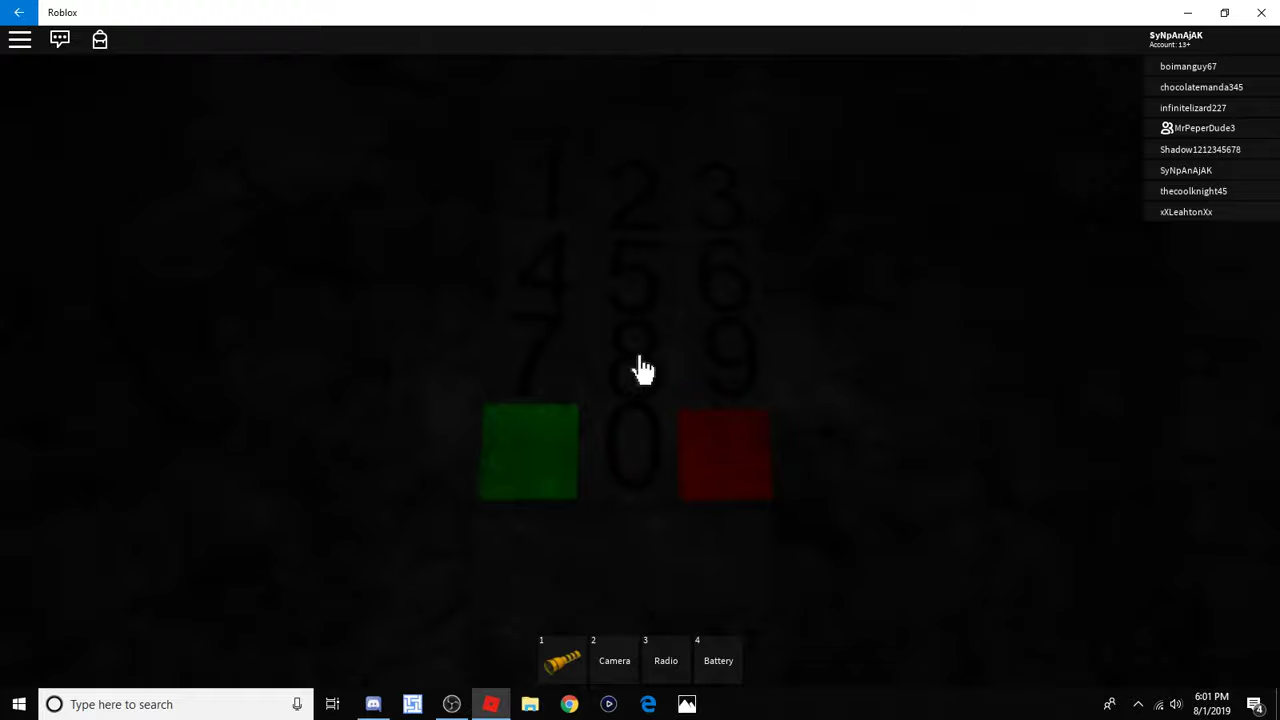 Roblox
SyNpAnAjAK
Account: 13+
boimanguy67
chocolatemanda345
infinitelizard227
MrPeperDude3
Shadow1212345678
SyNpAnAjAK
thecoolknight45
xXLeahtonXx
1 2 3
4 5 6
7 8 9
0
1 2 3 4
Camera Radio Battery
Type here to search
6:01 PM
8/1/2019
4